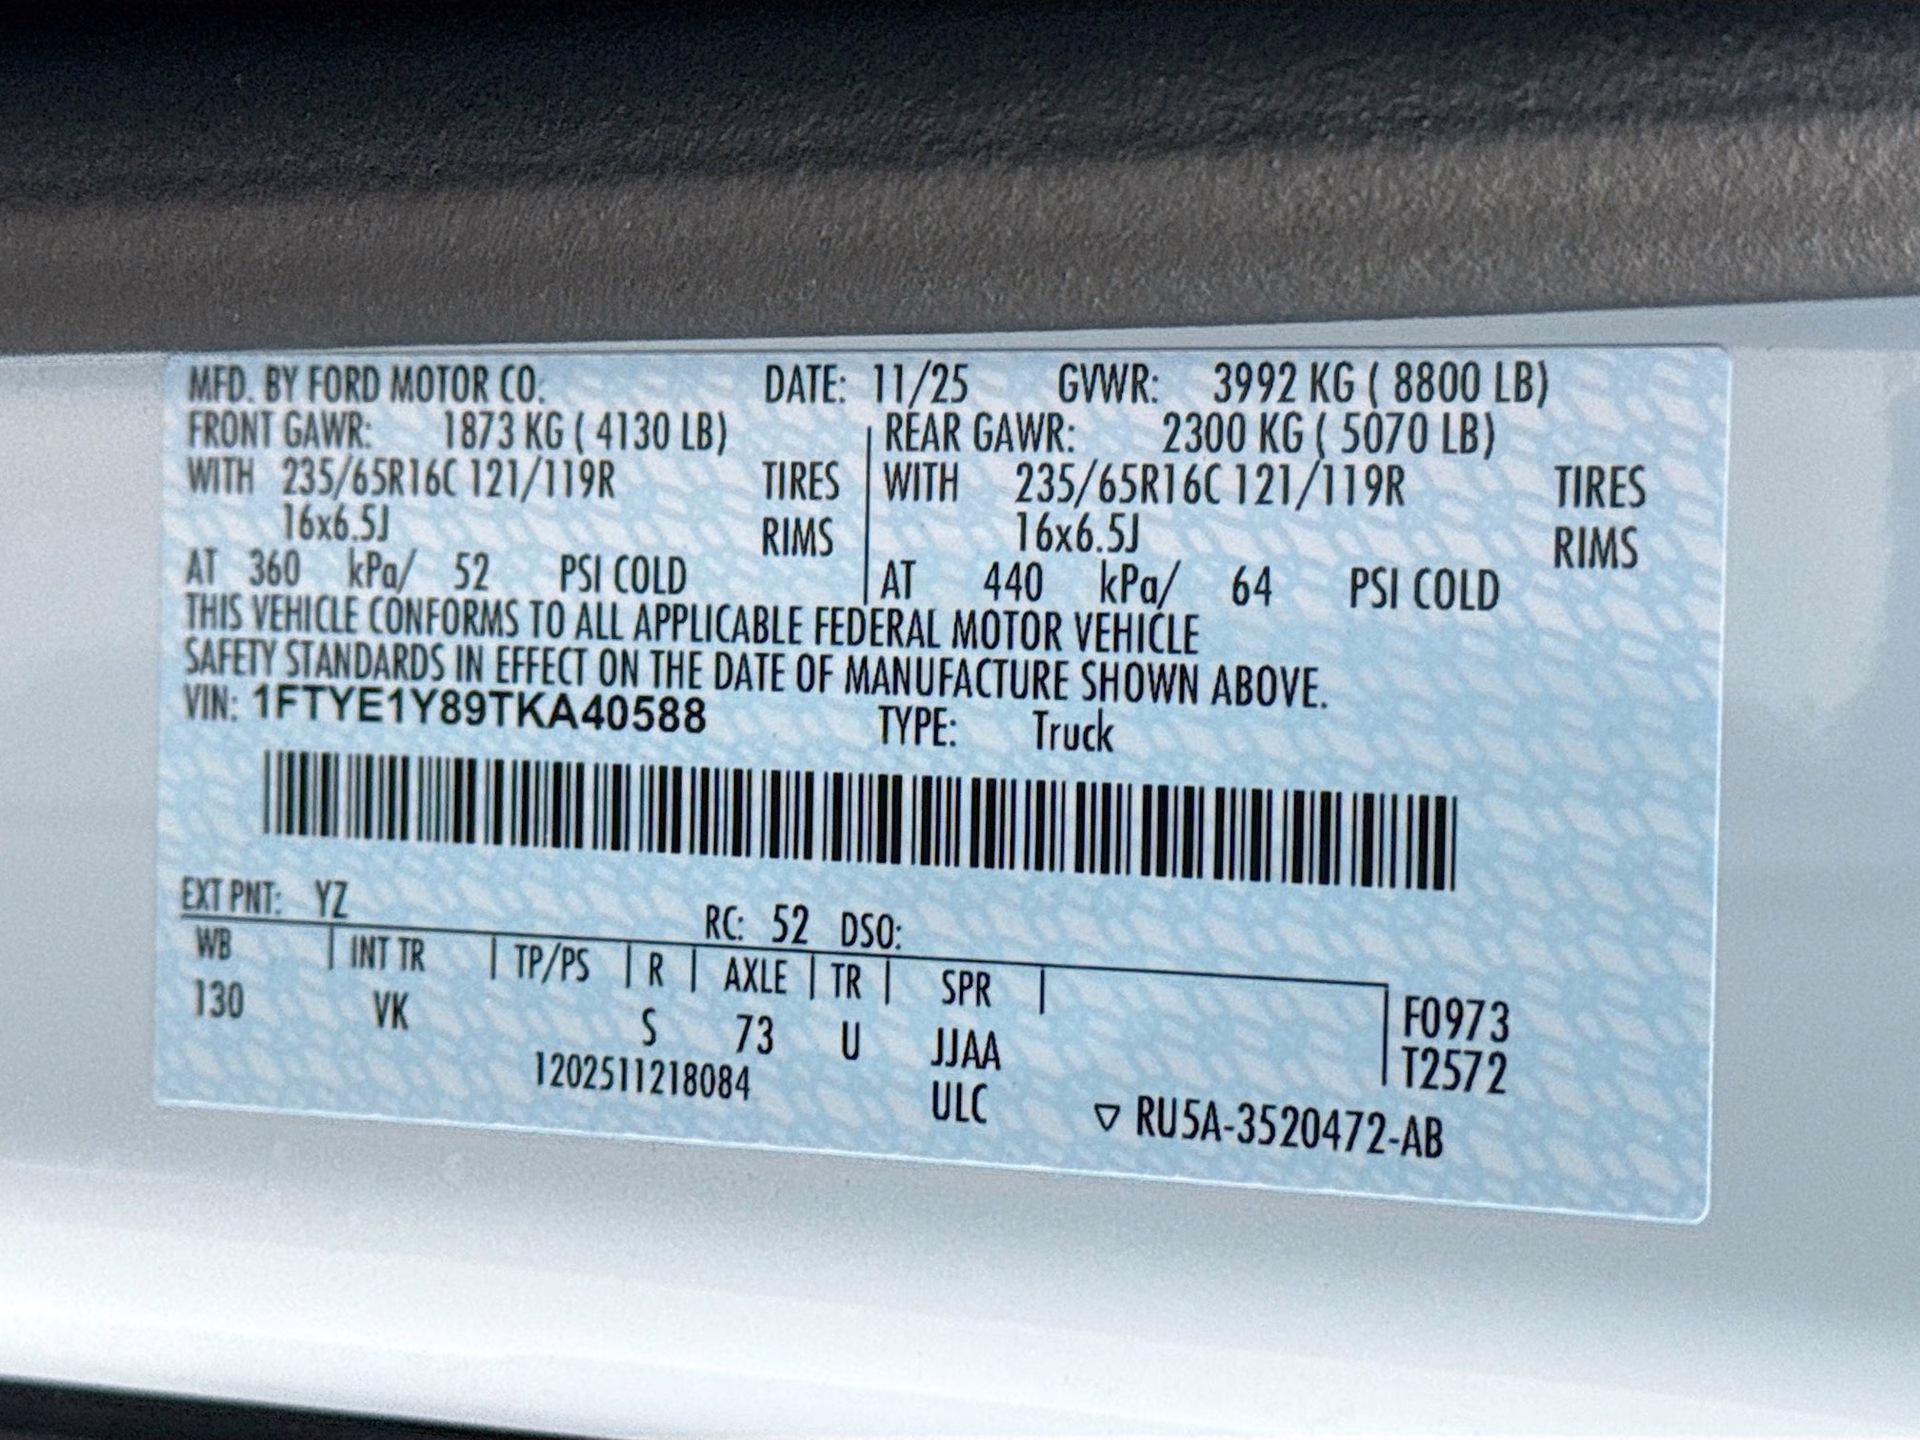 MFD. BY FORD MOTOR CO. DATE: 11/25 GVWR: 3992 KG ( 8800 LB)
FRONT GAWR: 1873 KG ( 4130 LB) REAR GAWR: 2300 KG ( 5070 LB)
WITH 235/65R16C 121/119R TIRES WITH 235/65R16C 121/119R TIRES
16x6.5J RIMS 16x6.5J RIMS
AT 360 kPa/ 52 PSI COLD AT 440 kPa/ 64 PSI COLD
THIS VEHICLE CONFORMS TO ALL APPLICABLE FEDERAL MOTOR VEHICLE
SAFETY STANDARDS IN EFFECT ON THE DATE OF MANUFACTURE SHOWN ABOVE.
VIN: 1FTYE1Y89TKA40588 TYPE: Truck
EXT PNT: YZ RC: 52 DSO:
WB INT TR TP/PS R AXLE TR SPR
130 VK S 73 U JJAA F0973
T2572
1202511218084 ULC ▽ RU5A-3520472-AB